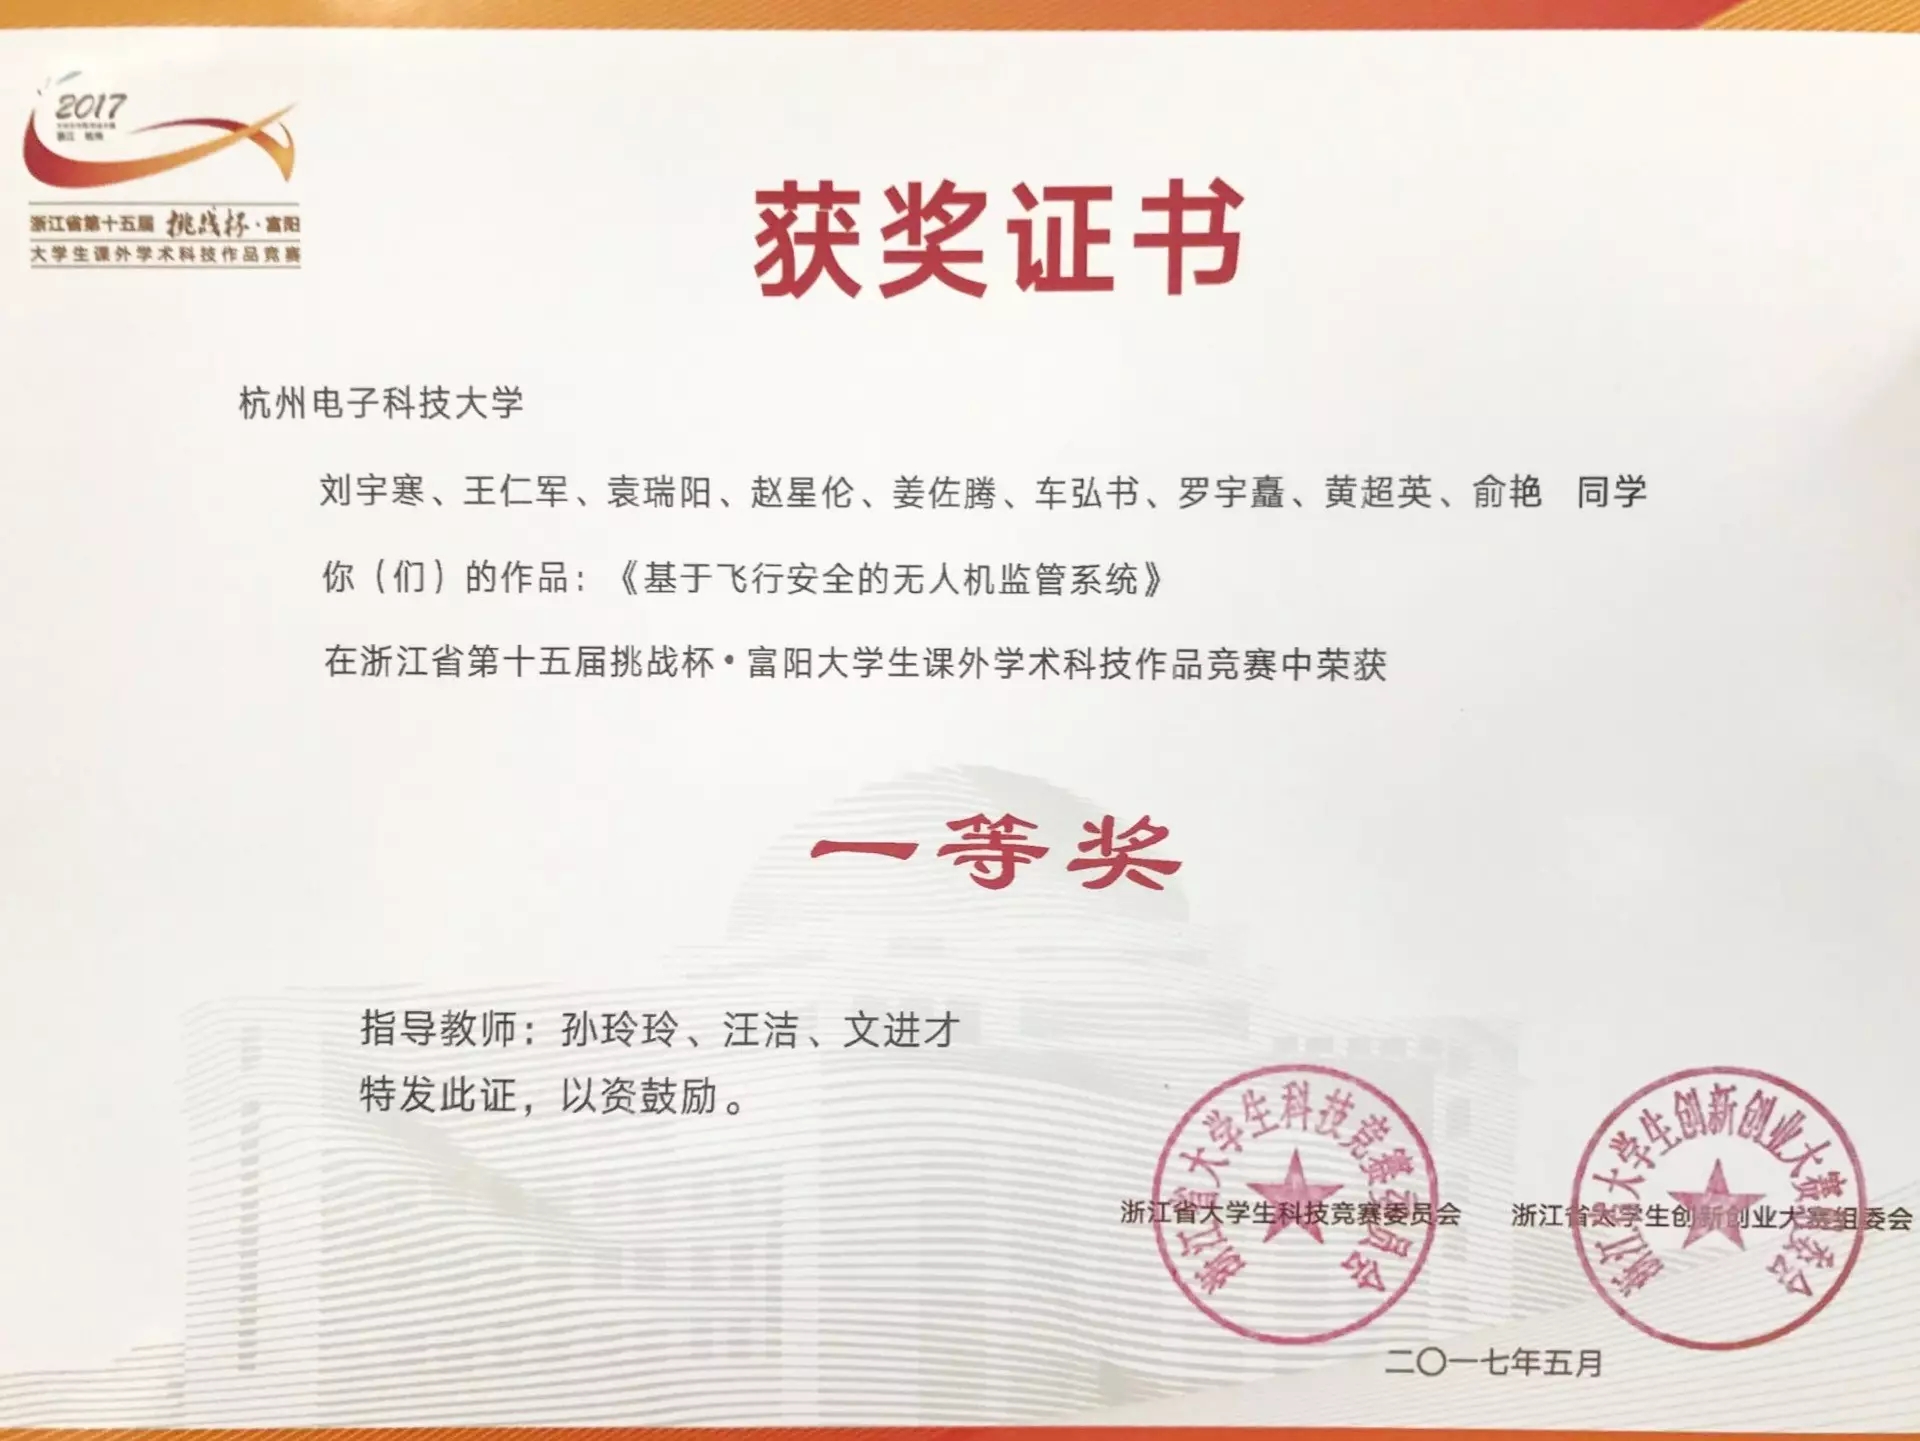 2017
浙江省第十五届 挑战杯·富阳
大学生课外学术科技作品竞赛
获奖证书
杭州电子科技大学
刘宇寒、王仁军、袁瑞阳、赵星伦、姜佐腾、车弘书、罗宇矗、黄超英、俞艳 同学
你（们）的作品：《基于飞行安全的无人机监管系统》
在浙江省第十五届挑战杯•富阳大学生课外学术科技作品竞赛中荣获
一等奖
指导教师：孙玲玲、汪洁、文进才
特发此证，以资鼓励。
浙江省大学生科技竞赛委员会
浙江省大学生科技竞赛委员会
浙江省大学生创新创业大赛组委会
浙江省大学生创新创业大赛组委会
二〇一七年五月